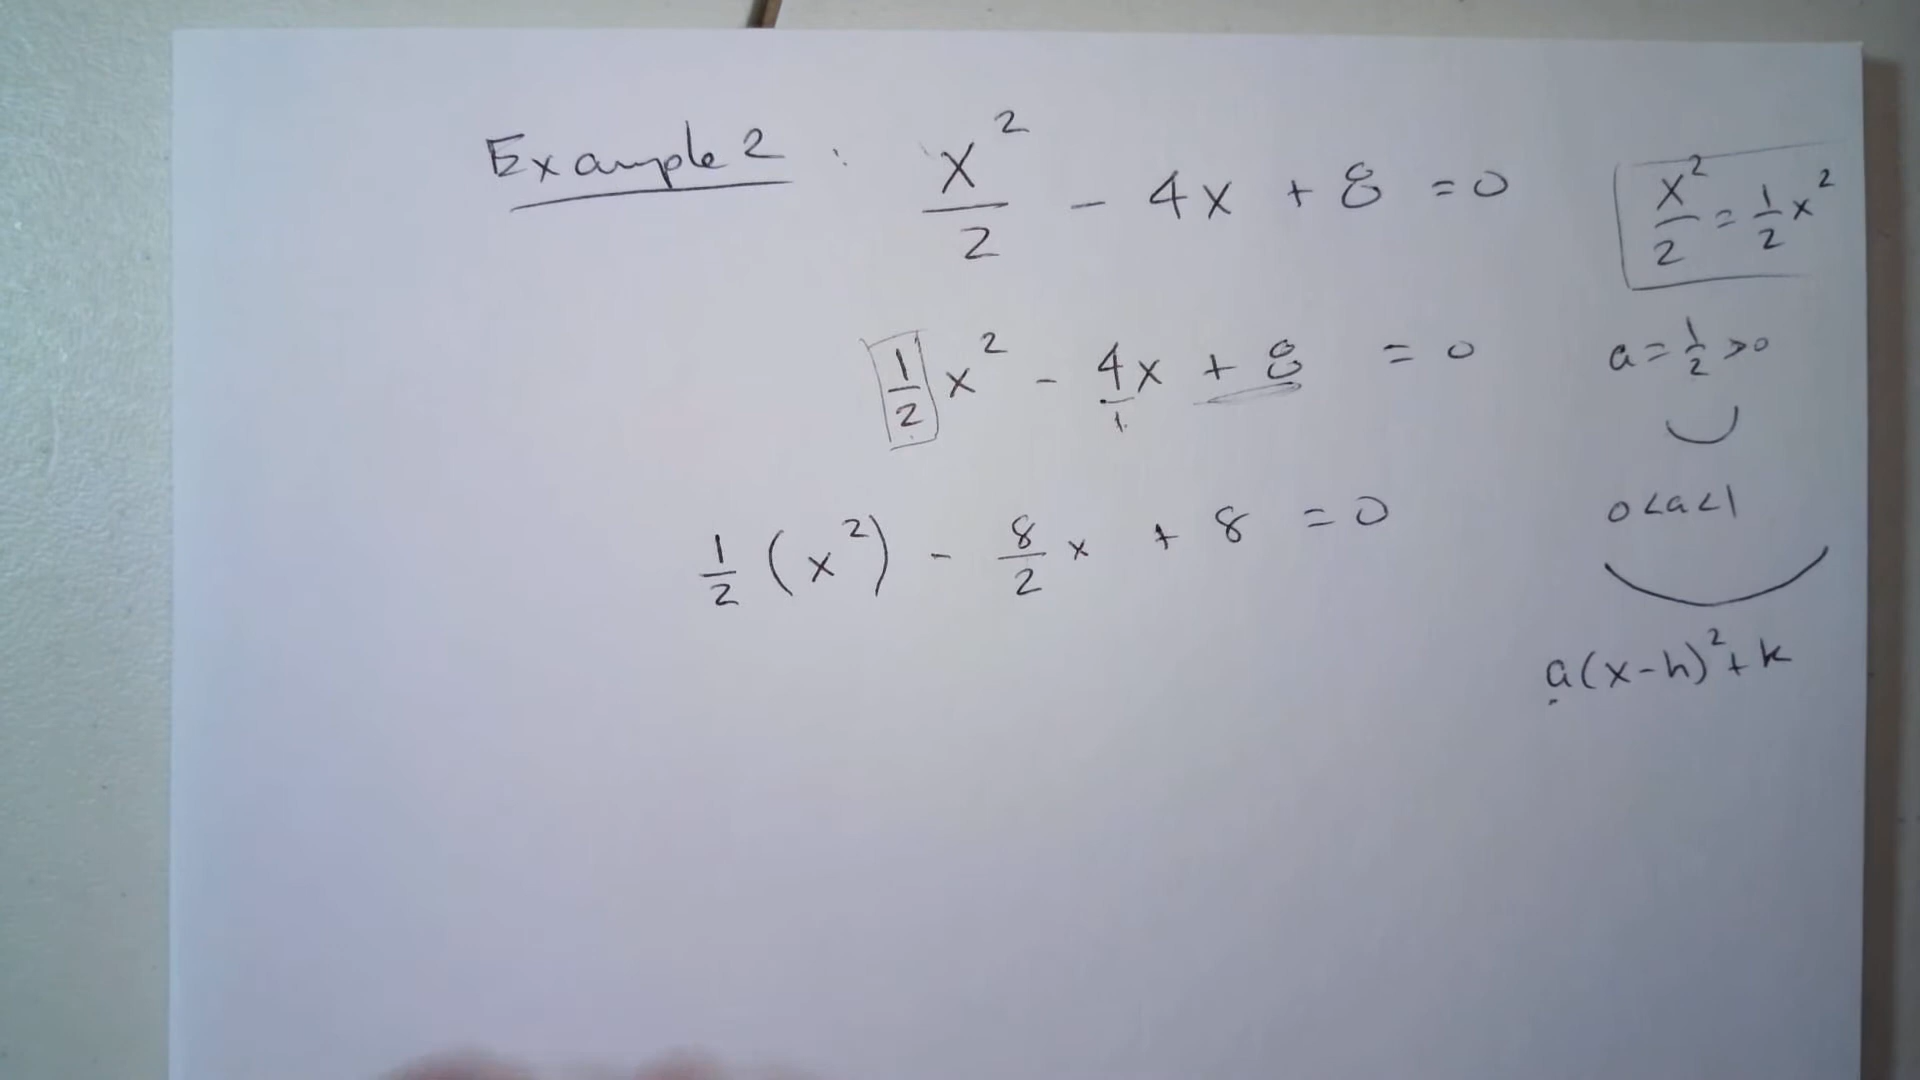 Example 2 : x²/2 - 4x + 8 = 0
x²/2 = 1/2 x²
1/2 x² - 4x/1 + 8 = 0
a = 1/2 > 0
0 < a < 1
1/2 (x²) - 8/2 x + 8 = 0
a(x-h)² + k